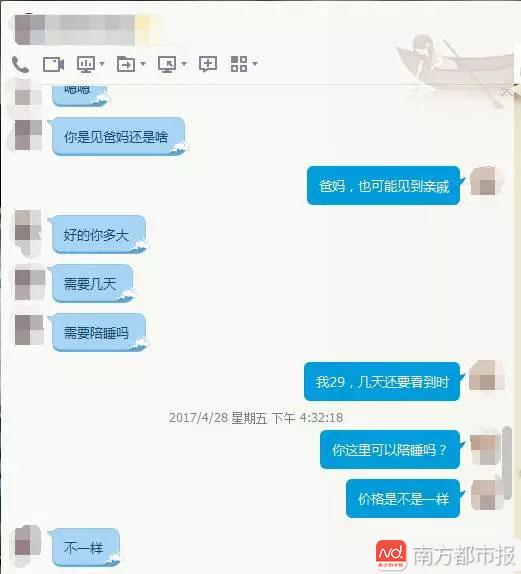 嗯嗯
你是见爸妈还是啥
爸妈，也可能见到亲戚
好的你多大
需要几天
需要陪睡吗
我29，几天还要看到时
2017/4/28 星期五 下午 4:32:18
你这里可以陪睡吗？
价格是不是一样
不一样
南方都市报